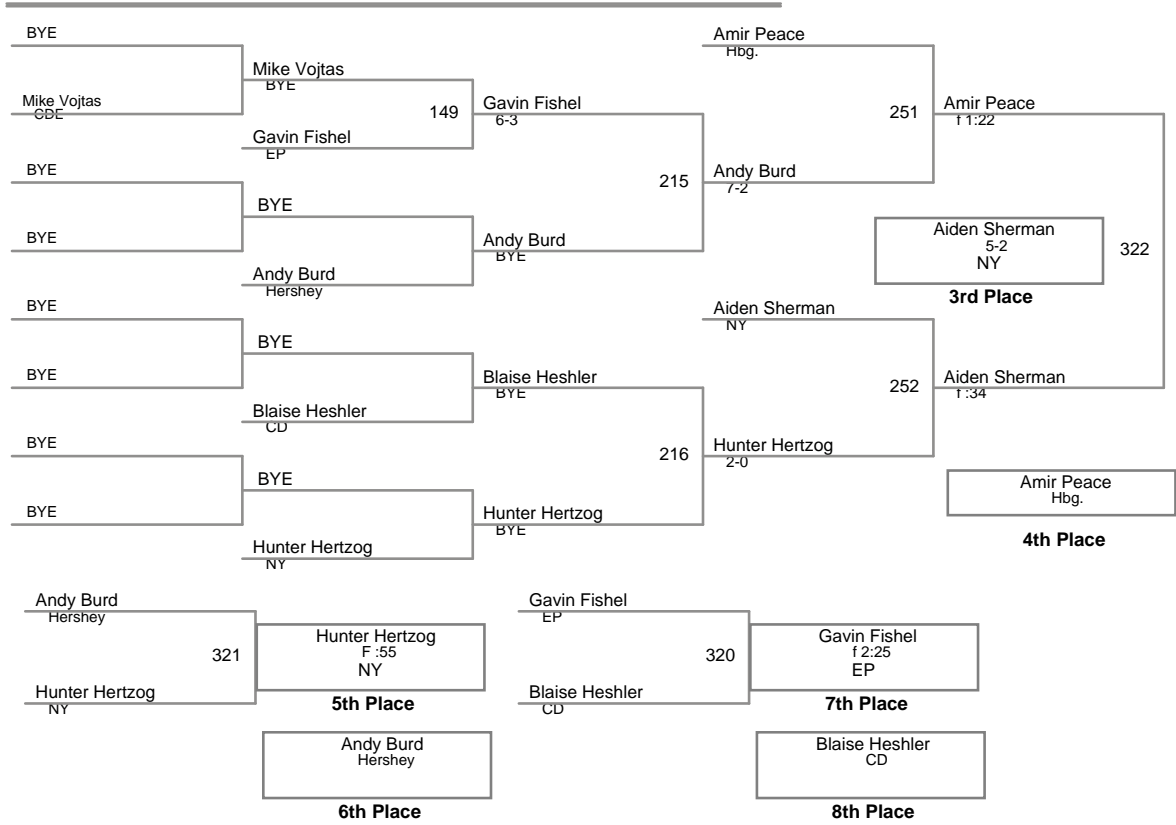 BYE
Amir Peace
Hbg.
Mike Vojtas
BYE
Mike Vojtas
CDE
149
Gavin Fishel
6-3
251
Amir Peace
f 1:22
Gavin Fishel
EP
BYE
Andy Burd
7-2
215
BYE
Aiden Sherman
5-2
NY
322
BYE
Andy Burd
BYE
Andy Burd
Hershey
3rd Place
BYE
Aiden Sherman
NY
BYE
BYE
Blaise Heshler
BYE
252
Aiden Sherman
f :34
Blaise Heshler
CD
BYE
216
Hunter Hertzog
2-0
BYE
Amir Peace
Hbg.
BYE
Hunter Hertzog
BYE
4th Place
Hunter Hertzog
NY
Andy Burd
Hershey
Gavin Fishel
EP
321
Hunter Hertzog
F :55
NY
320
Gavin Fishel
f 2:25
EP
Hunter Hertzog
NY
5th Place
Blaise Heshler
CD
7th Place
Andy Burd
Hershey
Blaise Heshler
CD
6th Place
8th Place